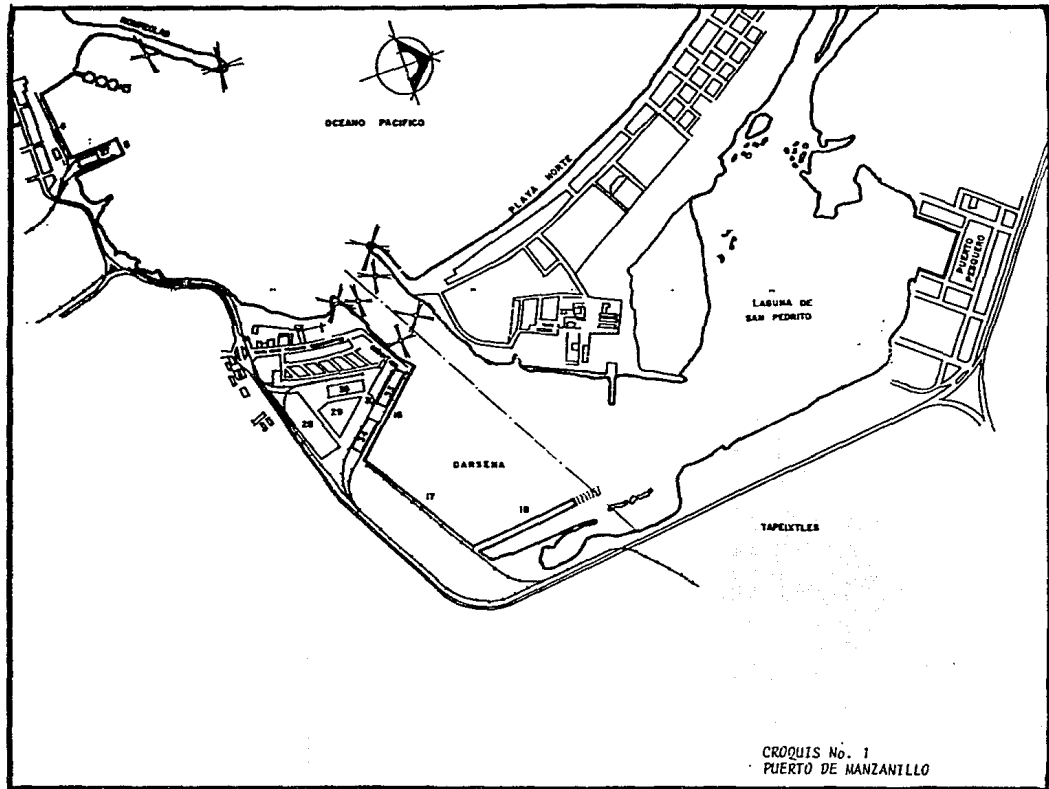 ROMPEOLAS
OCEANO PACIFICO
PLAYA NORTE
PUERTO
PESQUERO
LAGUNA DE
SAN PEDRITO
30
29
28
16
DARSENA
17
18
TAPEIXTLES
CROQUIS No. 1
PUERTO DE MANZANILLO